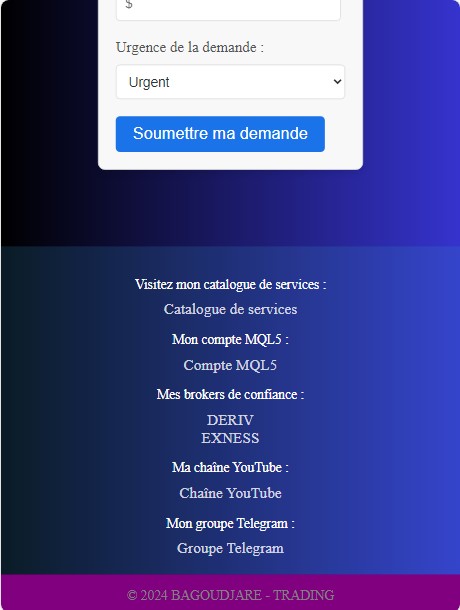 $
Urgence de la demande :
Urgent
Soumettre ma demande
Visitez mon catalogue de services :
Catalogue de services
Mon compte MQL5 :
Compte MQL5
Mes brokers de confiance :
DERIV
EXNESS
Ma chaîne YouTube :
Chaîne YouTube
Mon groupe Telegram :
Groupe Telegram
© 2024 BAGOUDJARE - TRADING